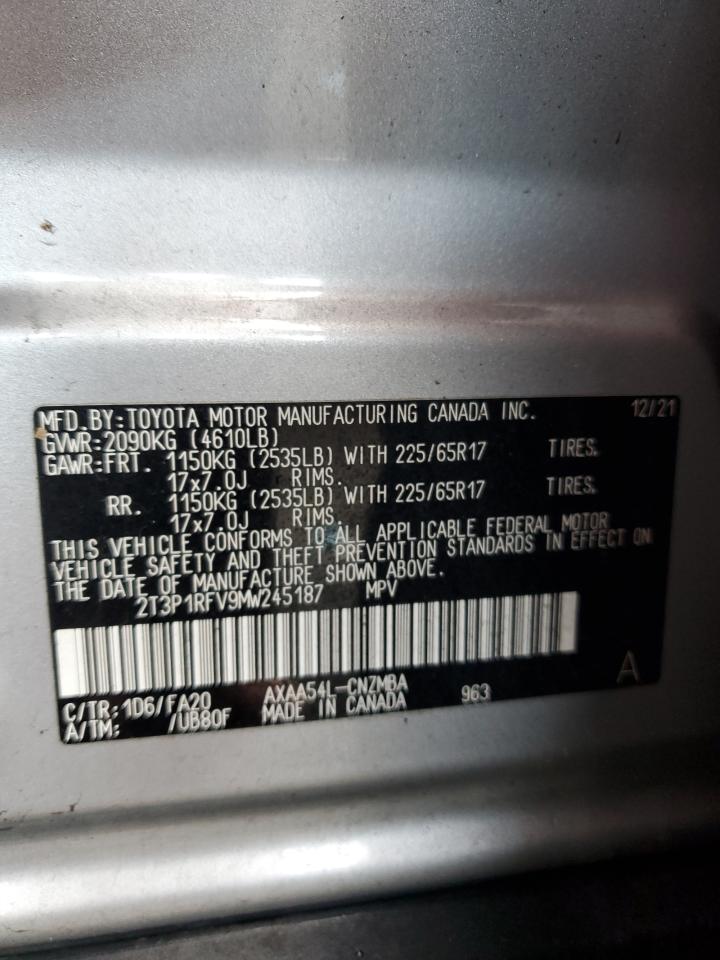 MFD.BY:TOYOTA MOTOR MANUFACTURING CANADA INC. 12/21
GVWR:2090KG (4610LB)
GAWR:FRT. 1150KG (2535LB) WITH 225/65R17 TIRES.
17x7.0J RIMS.
RR. 1150KG (2535LB) WITH 225/65R17 TIRES.
17x7.0J RIMS.
THIS VEHICLE CONFORMS TO ALL APPLICABLE FEDERAL MOTOR
VEHICLE SAFETY AND THEFT PREVENTION STANDARDS IN EFFECT ON
THE DATE OF MANUFACTURE SHOWN ABOVE.
2T3P1RFV9MW245187 MPV
C/TR:1D6/FA20 AXAA54L-CNZMBA 963 A
A/TM: /UB80F MADE IN CANADA